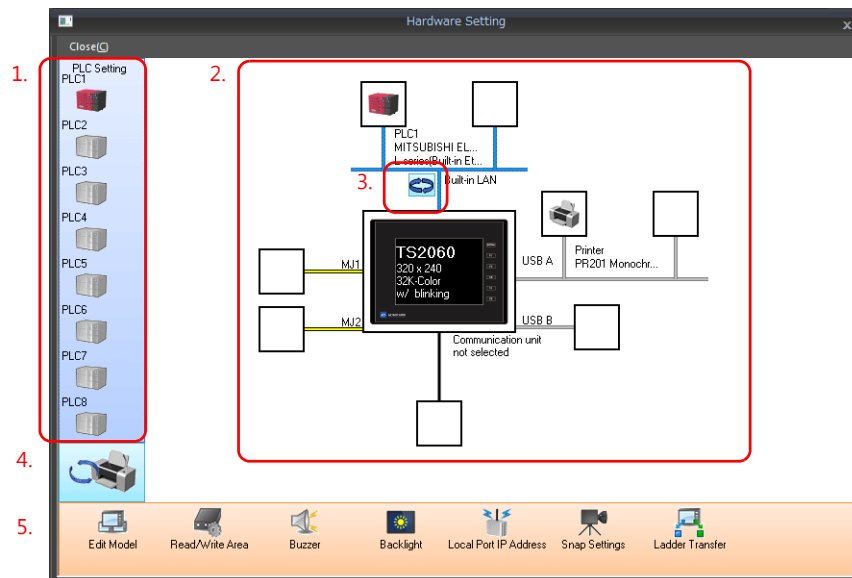 Hardware Setting
x
Close(C)
1.
PLC Setting
PLC1
PLC2
PLC3
PLC4
PLC5
PLC6
PLC7
PLC8
2.
PLC1
MITSUBISHI EL...
L series(Built-in Et...
3.
Built-in LAN
TS2060
320 x 240
32K-Color
w/ blinking
MJ1
MJ2
USB A
Printer
PR201 Monochr...
USB B
Communication unit
not selected
4.
5.
Edit Model
Read/Write Area
Buzzer
Backlight
Local Port IP Address
Snap Settings
Ladder Transfer